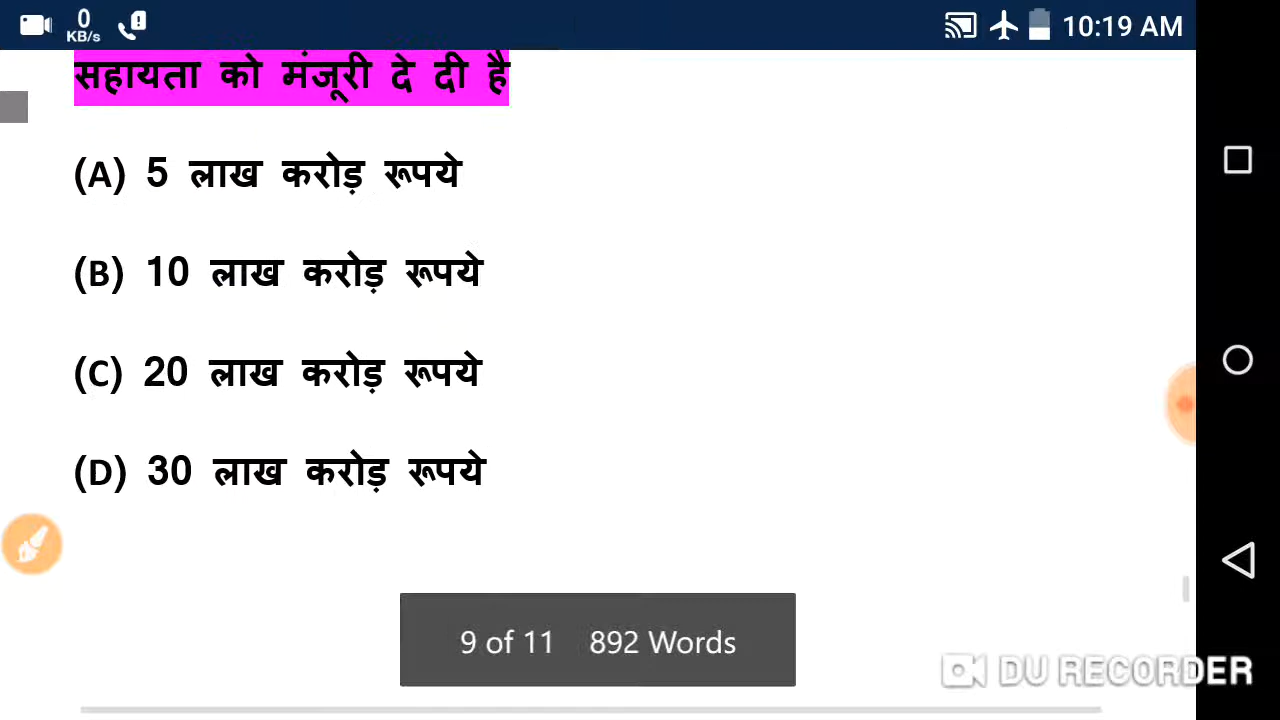 0
KB/s
10:19 AM
सहायता को मंजूरी दे दी है
(A) 5 लाख करोड़ रूपये
(B) 10 लाख करोड़ रूपये
(C) 20 लाख करोड़ रूपये
(D) 30 लाख करोड़ रूपये
9 of 11 892 Words
DU RECORDER